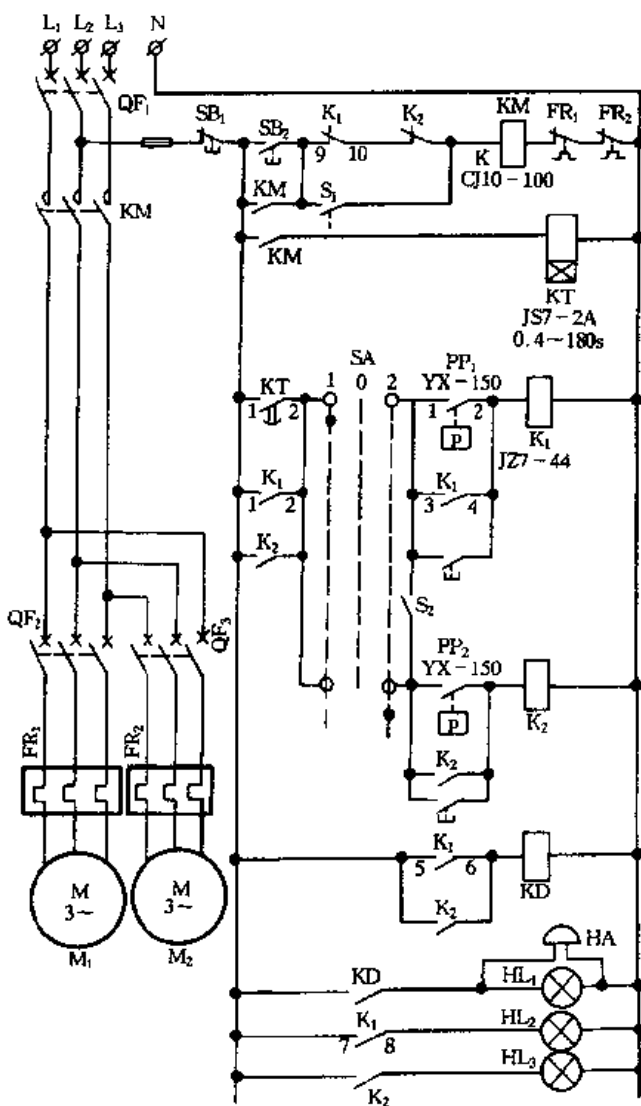 L₁ L₂ L₃ N
QF₁
SB₁ SB₂ K₁ K₂ KM FR₁ FR₂
9 10 K
CJ10-100
KM S₁
KM
KM
KT
JS7-2A
0.4~180s
SA
KT 1 0 2 PP₁
YX-150
1 2 1 2
P
K₁
JZ7-44
K₁ K₁
1 2 3 4
K₂
S₂
QF₂ QF₃
PP₂
YX-150
P
K₂
FR₁ FR₂
K₂
M
3~
M₁
M
3~
M₂
K₁
5 6
KD
K₂
HA
KD HL₁
K₁ HL₂
7 8
HL₃
K₂